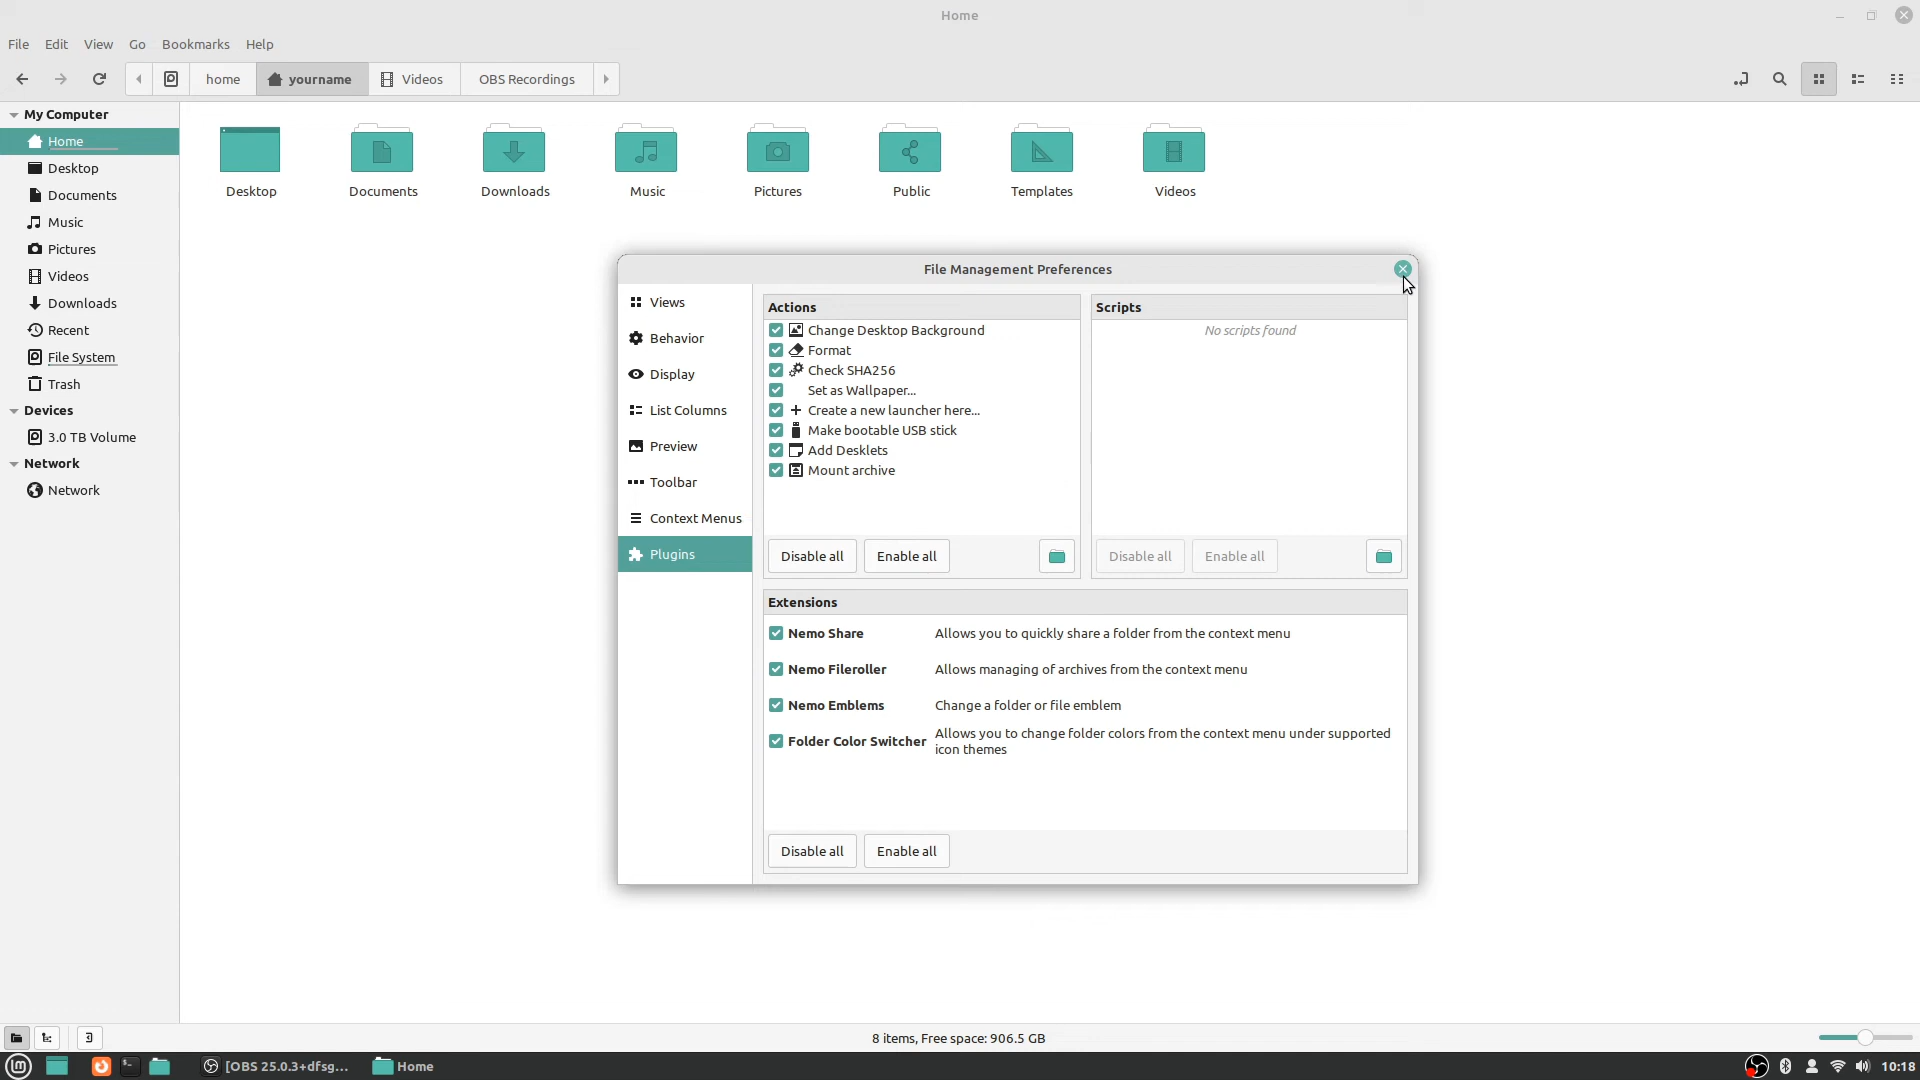 Home
File Edit View Go Bookmarks Help
home yourname Videos OBS Recordings
My Computer
Home
Desktop
Documents
Music
Pictures
Videos
Downloads
Recent
File System
Trash
Devices
3.0 TB Volume
Network
Network
Desktop Documents Downloads Music Pictures Public Templates Videos
File Management Preferences
Views
Behavior
Display
List Columns
Preview
Toolbar
Context Menus
Plugins
Actions
Change Desktop Background
Format
Check SHA256
Set as Wallpaper...
Create a new launcher here...
Make bootable USB stick
Add Desklets
Mount archive
Disable all Enable all
Scripts
No scripts found
Disable all Enable all
Extensions
Nemo Share Allows you to quickly share a folder from the context menu
Nemo Fileroller Allows managing of archives from the context menu
Nemo Emblems Change a folder or file emblem
Folder Color Switcher Allows you to change folder colors from the context menu under supported
icon themes
Disable all Enable all
8 items, Free space: 906.5 GB
[OBS 25.0.3+dfsg... Home 10:18